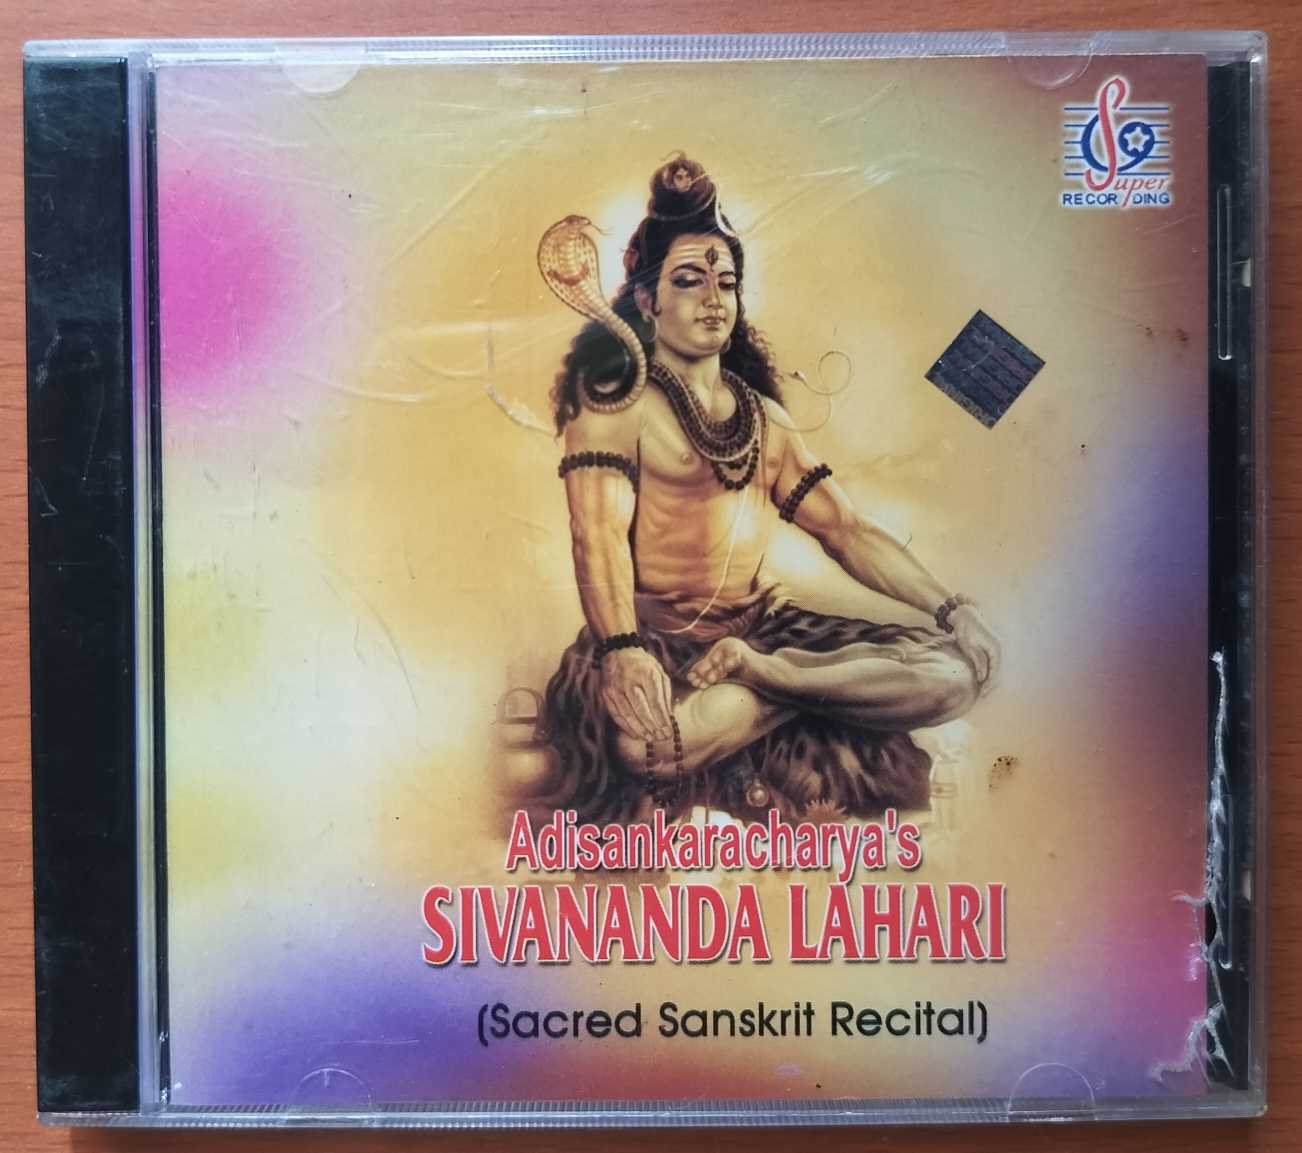 Super
RECORDING
Adisankaracharya's
SIVANANDA LAHARI
(Sacred Sanskrit Recital)